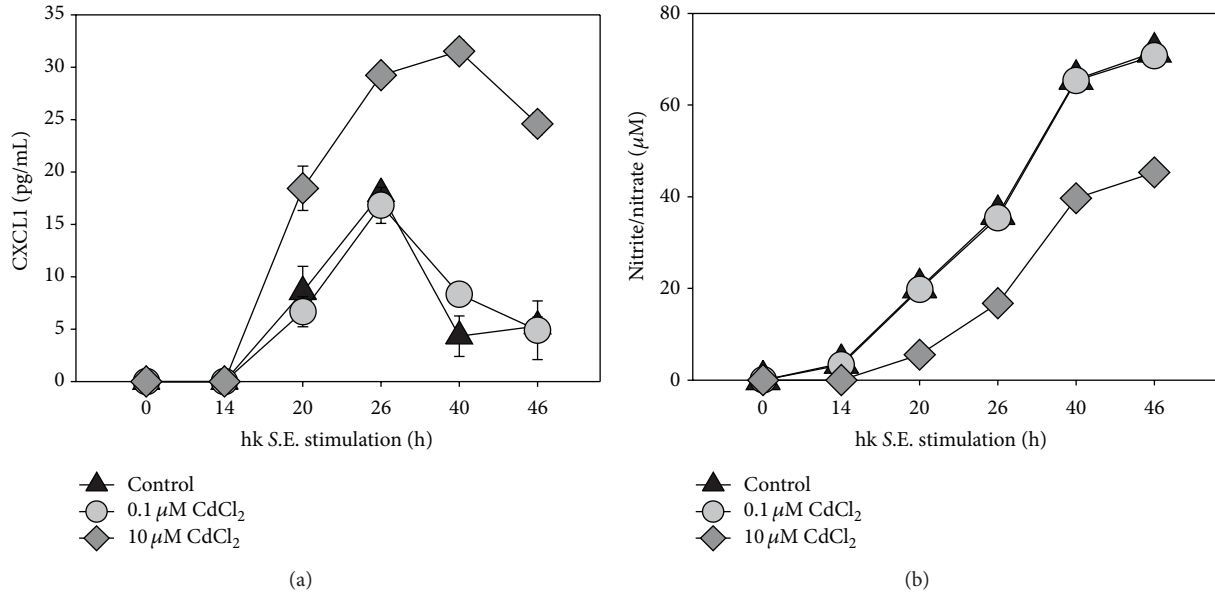 35
30
25
20
15
10
5
0
CXCL1 (pg/mL)
0 14 20 26 40 46
hk S.E. stimulation (h)
Control
0.1 μM CdCl₂
10 μM CdCl₂
(a)
80
60
40
20
0
Nitrite/nitrate (μM)
0 14 20 26 40 46
hk S.E. stimulation (h)
Control
0.1 μM CdCl₂
10 μM CdCl₂
(b)